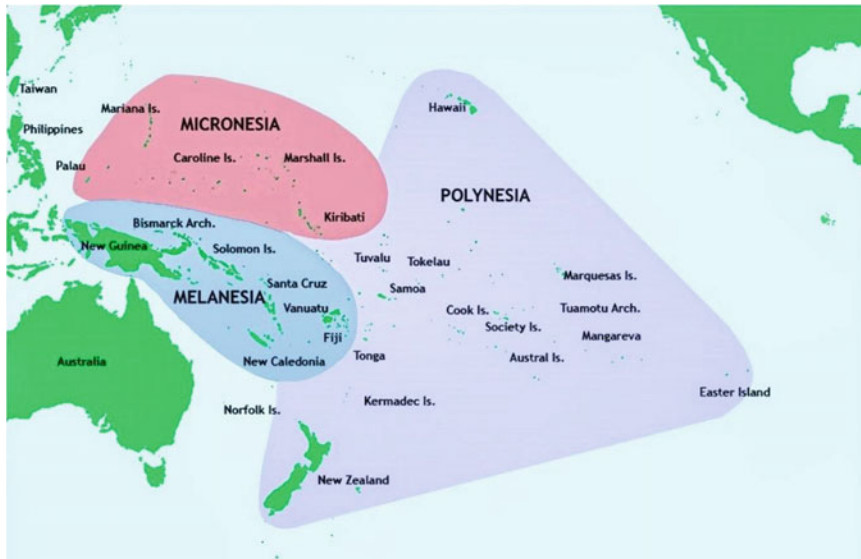 Hawaii
Taiwan
Mariana Is.
MICRONESIA
Philippines
Caroline Is.
Marshall Is.
Palau
POLYNESIA
Kiribati
Bismarck Arch.
New Guinea
Solomon Is.
Tuvalu
Tokelau
Marquesas Is.
Santa Cruz
Samoa
MELANESIA
Vanuatu
Cook Is.
Tuamotu Arch.
Society Is.
Fiji
Mangareva
Tonga
Austral Is.
Australia
New Caledonia
Easter Island
Kermadec Is.
Norfolk Is.
New Zealand